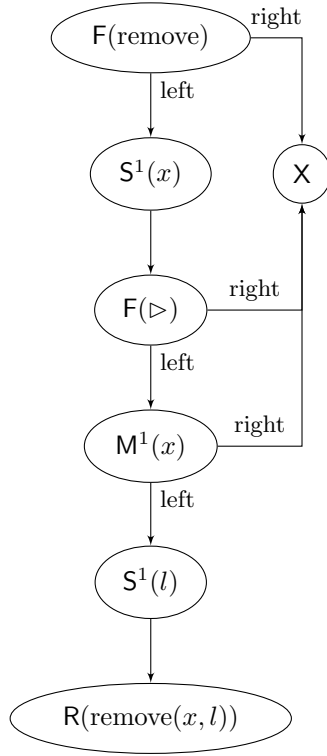 F(remove)
right
left
S¹(x)
X
F(▷)
right
left
M¹(x)
right
left
S¹(l)
R(remove(x, l))